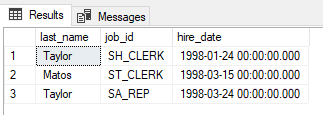 Results Messages
last_name job_id hire_date
1 Taylor SH_CLERK 1998-01-24 00:00:00.000
2 Matos ST_CLERK 1998-03-15 00:00:00.000
3 Taylor SA_REP 1998-03-24 00:00:00.000